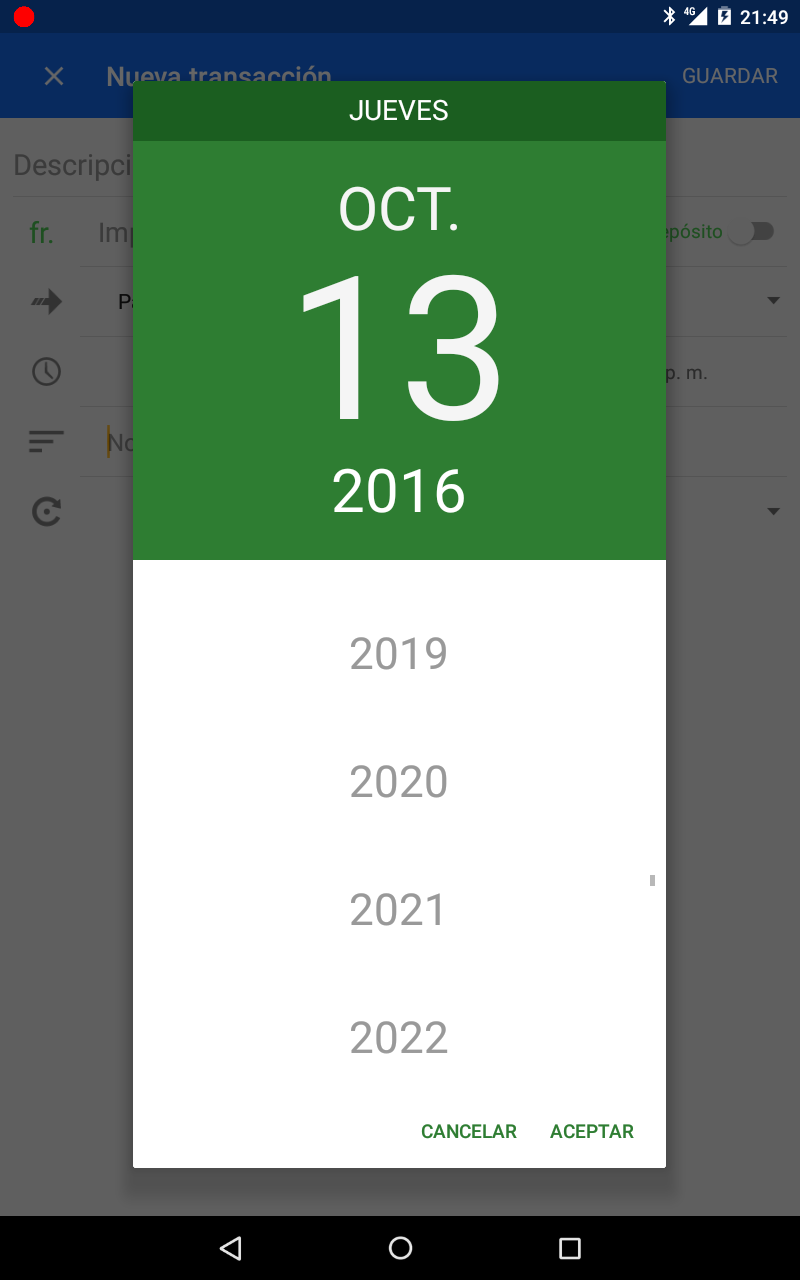 4G 21:49
Nueva transacción GUARDAR
JUEVES
Descripci
OCT.
fr. Imp epósito
13
P
p. m.
No
2016
2019
2020
2021
2022
CANCELAR ACEPTAR